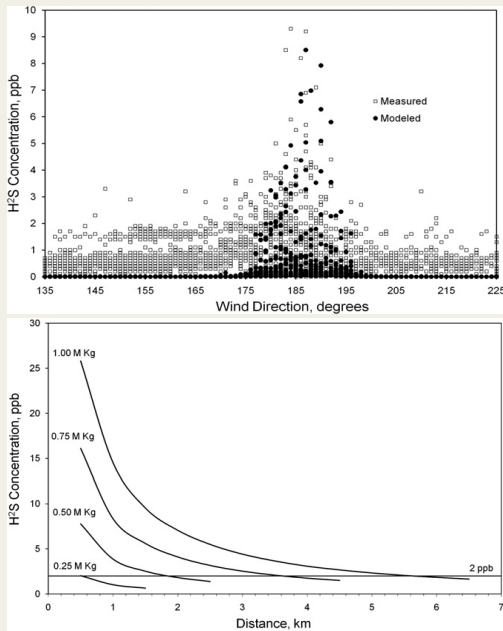 10
9
8
7
6
5
4
3
2
1
0
H²S Concentration, ppb
Measured
Modeled
135 145 155 165 175 185 195 205 215 225
Wind Direction, degrees
30
25
20
15
10
5
0
H²S Concentration, ppb
1.00 M Kg
0.75 M Kg
0.50 M Kg
0.25 M Kg
2 ppb
0 1 2 3 4 5 6 7
Distance, km